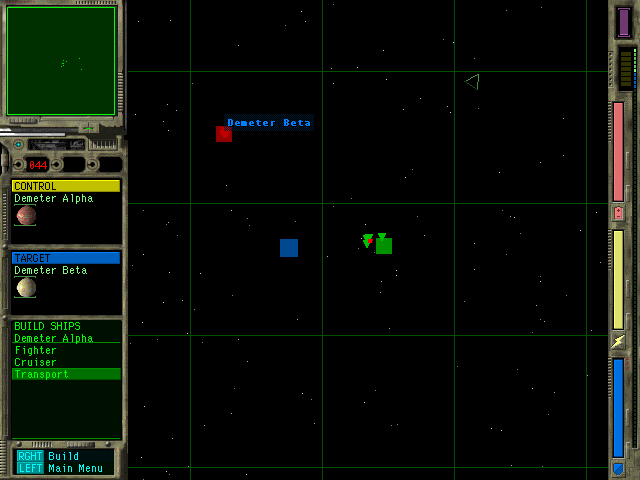 Demeter Beta
044
CONTROL
Demeter Alpha
TARGET
Demeter Beta
BUILD SHIPS
Demeter Alpha
Fighter
Cruiser
Transport
RGHT Build
LEFT Main Menu